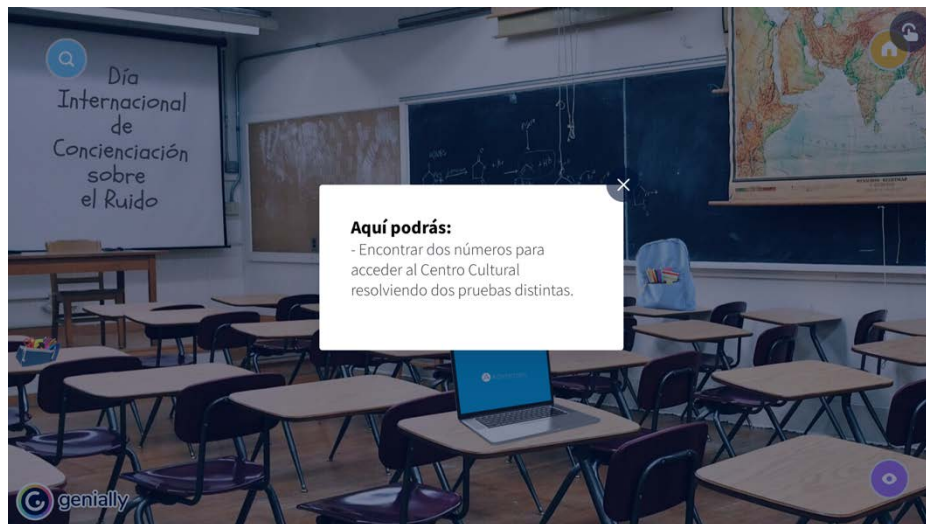 Día
Internacional
de
Concienciación
sobre
el Ruido
Aquí podrás:
- Encontrar dos números para
acceder al Centro Cultural
resolviendo dos pruebas distintas.
genially